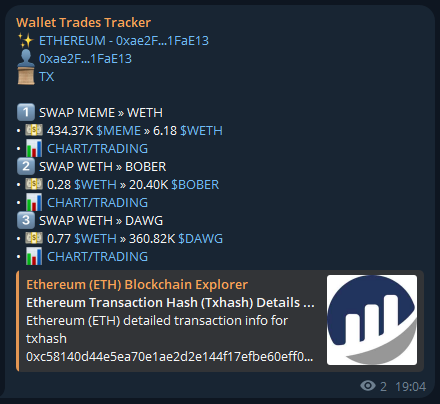 Wallet Trades Tracker
✨ ETHEREUM - 0xae2F...1FaE13
👤 0xae2F...1FaE13
📜 TX
1️⃣ SWAP MEME » WETH
• 💵 434.37K $MEME » 6.18 $WETH
• 📊 CHART/TRADING
2️⃣ SWAP WETH » BOBER
• 💵 0.28 $WETH » 20.40K $BOBER
• 📊 CHART/TRADING
3️⃣ SWAP WETH » DAWG
• 💵 0.77 $WETH » 360.82K $DAWG
• 📊 CHART/TRADING
Ethereum (ETH) Blockchain Explorer
Ethereum Transaction Hash (Txhash) Details ...
Ethereum (ETH) detailed transaction info for
txhash
0xc58140d44e5ea70e1ae2d2e144f17efbe60eff0...
2 19:04